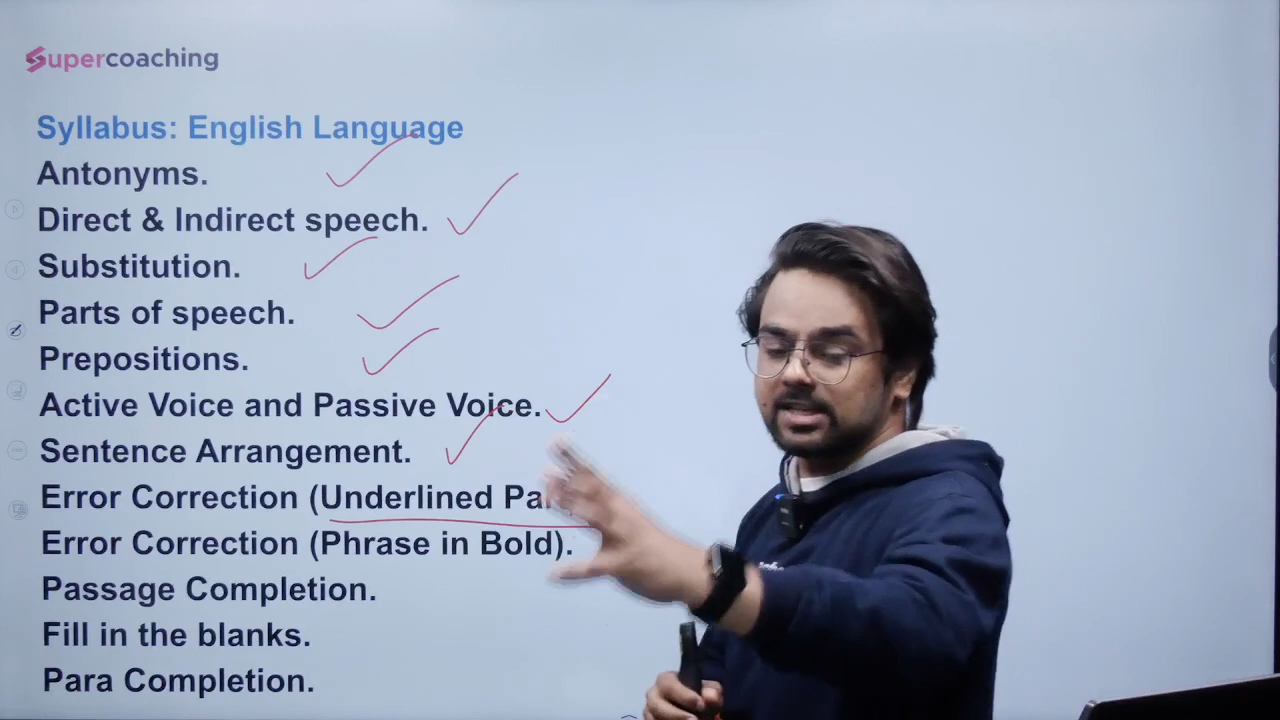 Supercoaching
Syllabus: English Language
Antonyms.
Direct & Indirect speech.
Substitution.
Parts of speech.
Prepositions.
Active Voice and Passive Voice.
Sentence Arrangement.
Error Correction (Underlined
Error Correction (Phrase in Bold).
Passage Completion.
Fill in the blanks.
Para Completion.